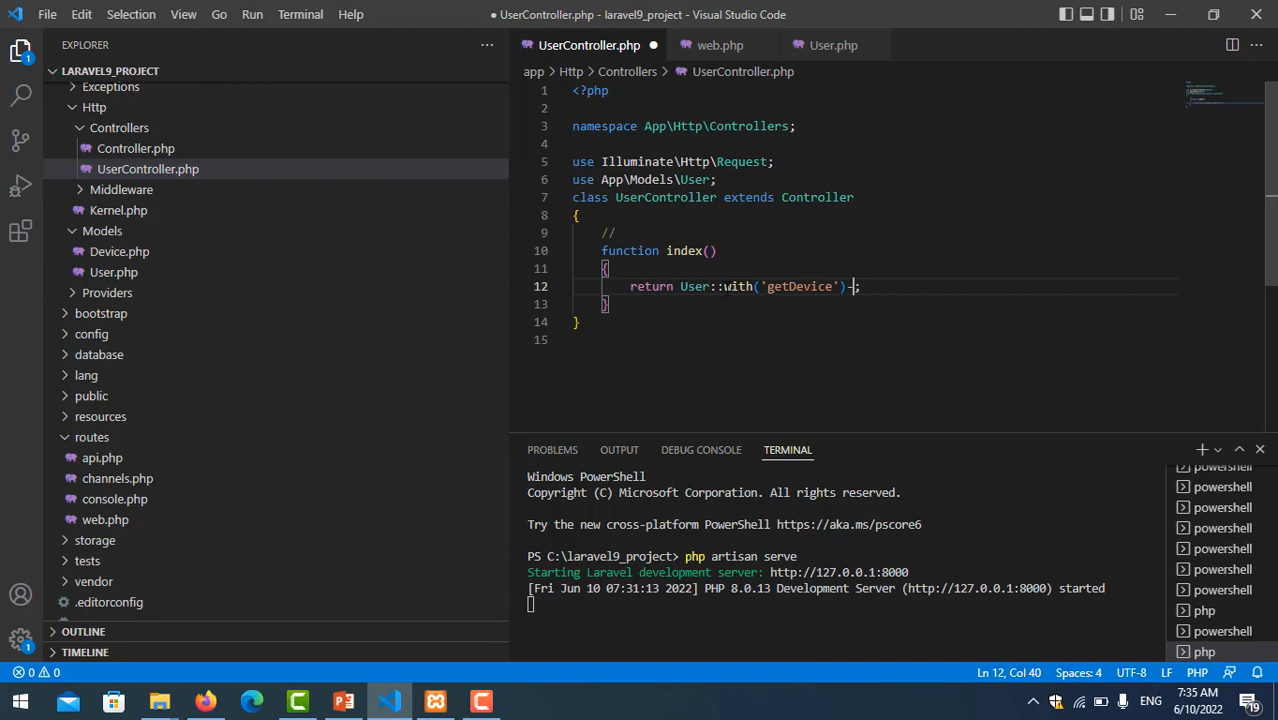 File Edit Selection View Go Run Terminal Help
● UserController.php - laravel9_project - Visual Studio Code
EXPLORER
LARAVEL9_PROJECT
Exceptions
Http
Controllers
Controller.php
UserController.php
Middleware
Kernel.php
Models
Device.php
User.php
Providers
bootstrap
config
database
lang
public
resources
routes
api.php
channels.php
console.php
web.php
storage
tests
vendor
.editorconfig
OUTLINE
TIMELINE
UserController.php ● web.php User.php
app > Http > Controllers > UserController.php
1 <?php
2
3 namespace App\Http\Controllers;
4
5 use Illuminate\Http\Request;
6 use App\Models\User;
7 class UserController extends Controller
8 {
9 //
10 function index()
11 {
12 return User::with('getDevice')-;
13 }
14 }
15
PROBLEMS OUTPUT DEBUG CONSOLE TERMINAL
Windows PowerShell
Copyright (C) Microsoft Corporation. All rights reserved.
Try the new cross-platform PowerShell https://aka.ms/pscore6
PS C:\laravel9_project> php artisan serve
Starting Laravel development server: http://127.0.0.1:8000
[Fri Jun 10 07:31:13 2022] PHP 8.0.13 Development Server (http://127.0.0.1:8000) started
powershell
powershell
powershell
powershell
powershell
powershell
powershell
php
powershell
php
1
1
0 0
Ln 12, Col 40 Spaces: 4 UTF-8 LF PHP
ENG
7:35 AM
6/10/2022
19